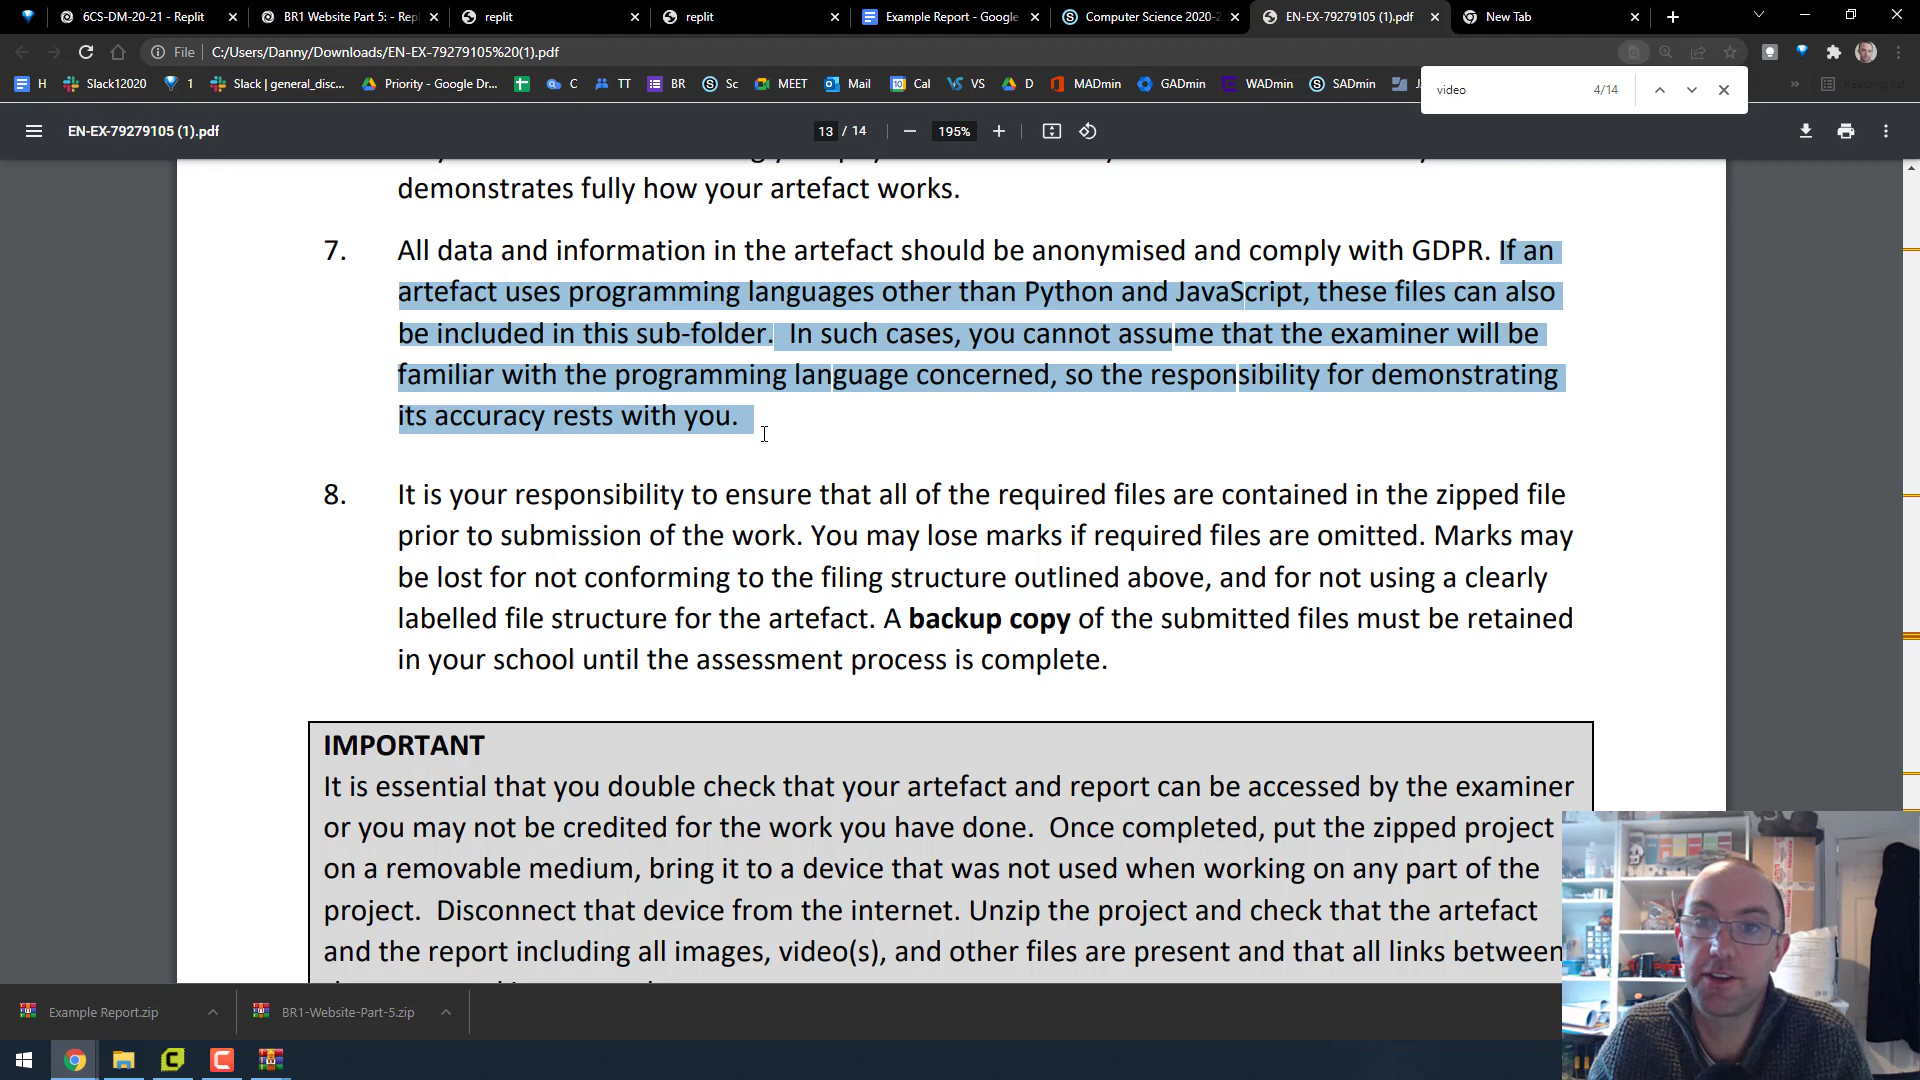 6CS-DM-20-21 - Replit
BR1 Website Part 5: - Repl
replit
replit
Example Report - Google
Computer Science 2020-2
EN-EX-79279105 (1).pdf
New Tab
File C:/Users/Danny/Downloads/EN-EX-79279105%20(1).pdf
H
Slack12020
1
Slack | general_disc...
Priority - Google Dr...
C
TT
BR
Sc
MEET
Mail
Cal
VS
D
MADmin
GADmin
WADmin
SADmin
Reading list
video 4/14
EN-EX-79279105 (1).pdf
13 / 14
195%
demonstrates fully how your artefact works.
7. All data and information in the artefact should be anonymised and comply with GDPR. If an
artefact uses programming languages other than Python and JavaScript, these files can also
be included in this sub-folder. In such cases, you cannot assume that the examiner will be
familiar with the programming language concerned, so the responsibility for demonstrating
its accuracy rests with you.
8. It is your responsibility to ensure that all of the required files are contained in the zipped file
prior to submission of the work. You may lose marks if required files are omitted. Marks may
be lost for not conforming to the filing structure outlined above, and for not using a clearly
labelled file structure for the artefact. A backup copy of the submitted files must be retained
in your school until the assessment process is complete.
IMPORTANT
It is essential that you double check that your artefact and report can be accessed by the examiner
or you may not be credited for the work you have done. Once completed, put the zipped project
on a removable medium, bring it to a device that was not used when working on any part of the
project. Disconnect that device from the internet. Unzip the project and check that the artefact
and the report including all images, video(s), and other files are present and that all links between
Example Report.zip
BR1-Website-Part-5.zip